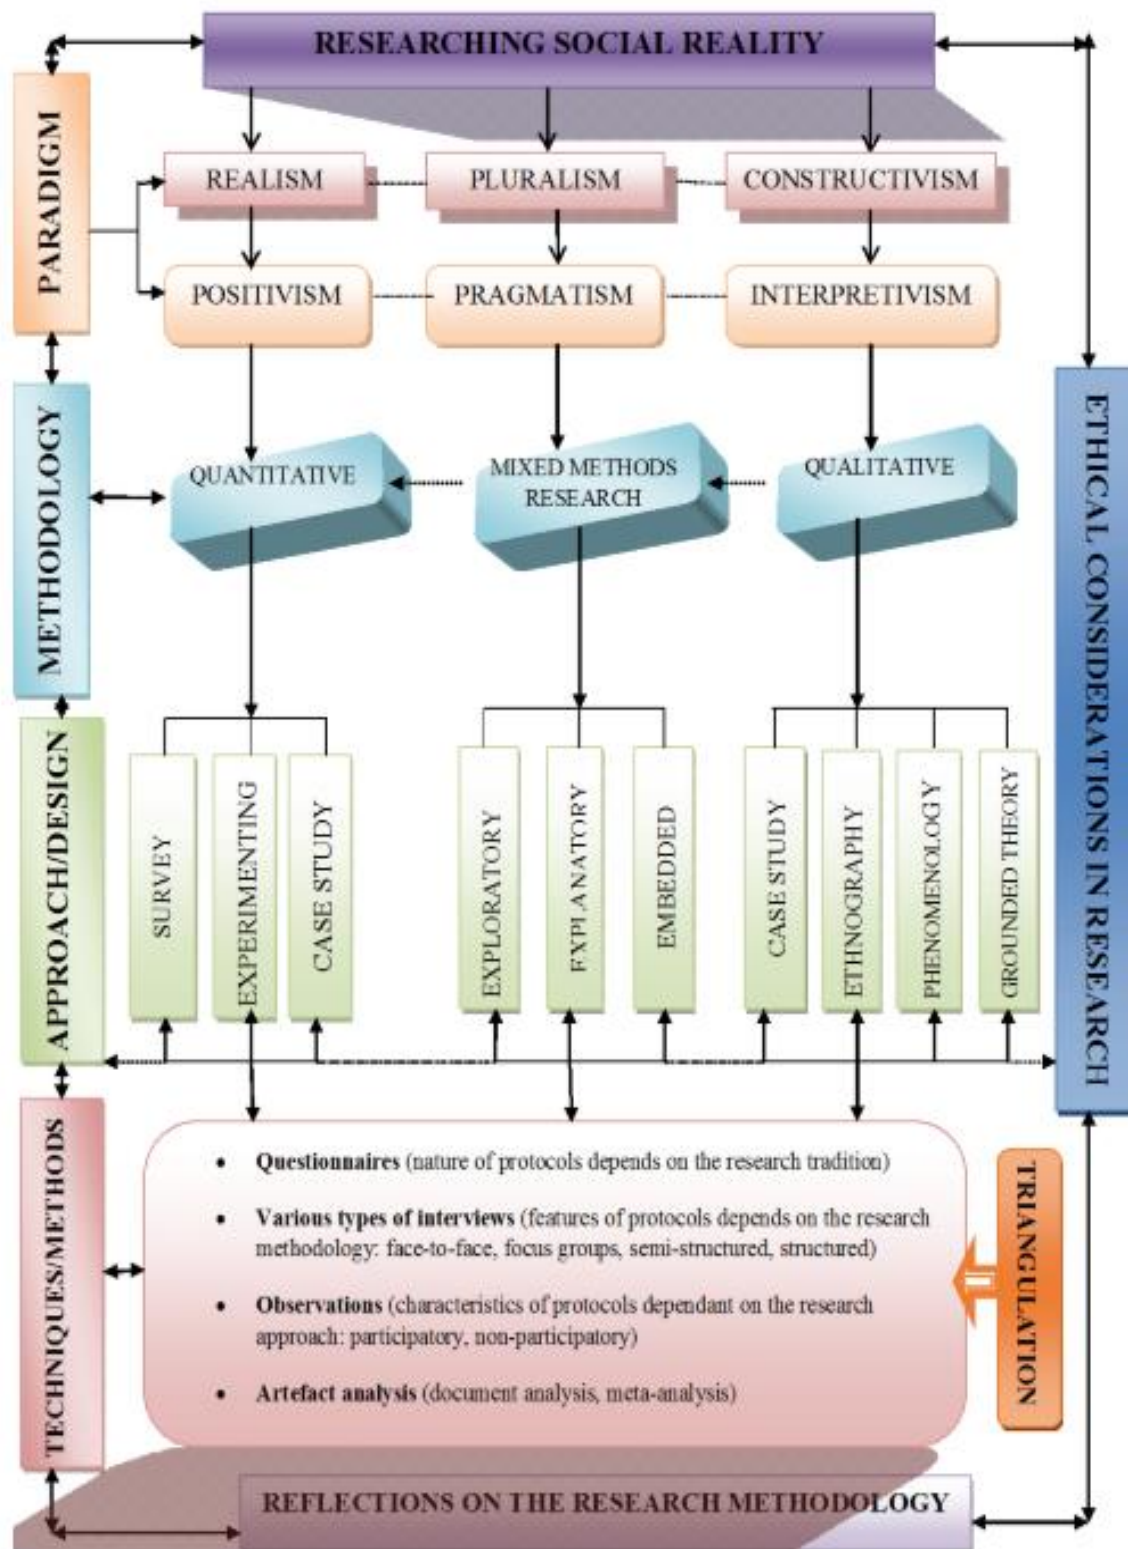 RESEARCHING SOCIAL REALITY
PARADIGM
REALISM
PLURALISM
CONSTRUCTIVISM
POSITIVISM
PRAGMATISM
INTERPRETIVISM
METHODOLOGY
QUANTITATIVE
MIXED METHODS
RESEARCH
QUALITATIVE
ETHICAL CONSIDERATIONS IN RESEARCH
APPROACH/DESIGN
SURVEY
EXPERIMENTING
CASE STUDY
EXPLORATORY
EXPLANATORY
EMBEDDED
CASE STUDY
ETHNOGRAPHY
PHENOMENOLOGY
GROUNDED THEORY
TECHNIQUES/METHODS
• Questionnaires (nature of protocols depends on the research tradition)
• Various types of interviews (features of protocols depends on the research
methodology: face-to-face, focus groups, semi-structured, structured)
• Observations (characteristics of protocols dependant on the research
approach: participatory, non-participatory)
• Artefact analysis (document analysis, meta-analysis)
TRIANGULATION
REFLECTIONS ON THE RESEARCH METHODOLOGY